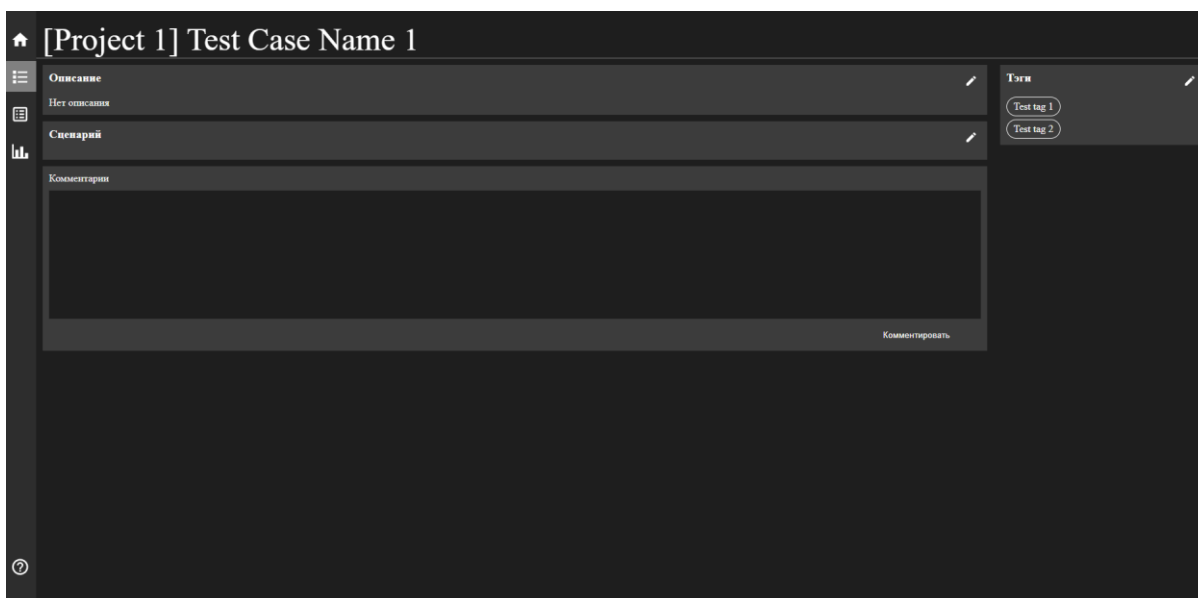 [Project 1] Test Case Name 1
Описание
Нет описания
Сценарий
Комментарии
Комментировать
Тэги
Test tag 1
Test tag 2